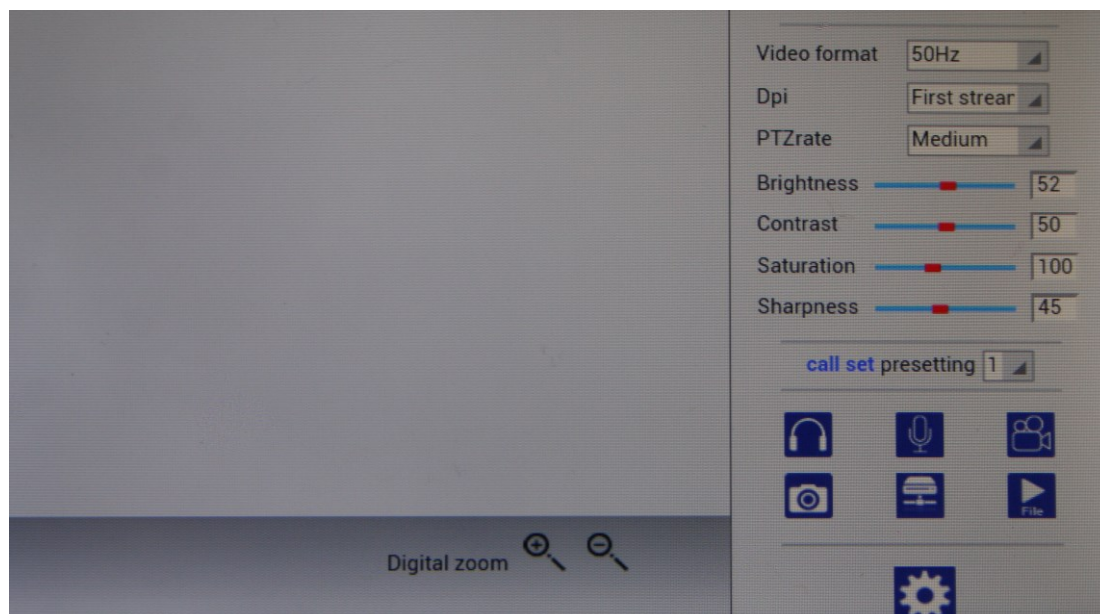 Video format 50Hz
Dpi First strear
PTZrate Medium
Brightness 52
Contrast 50
Saturation 100
Sharpness 45
call set presetting 1
File
Digital zoom